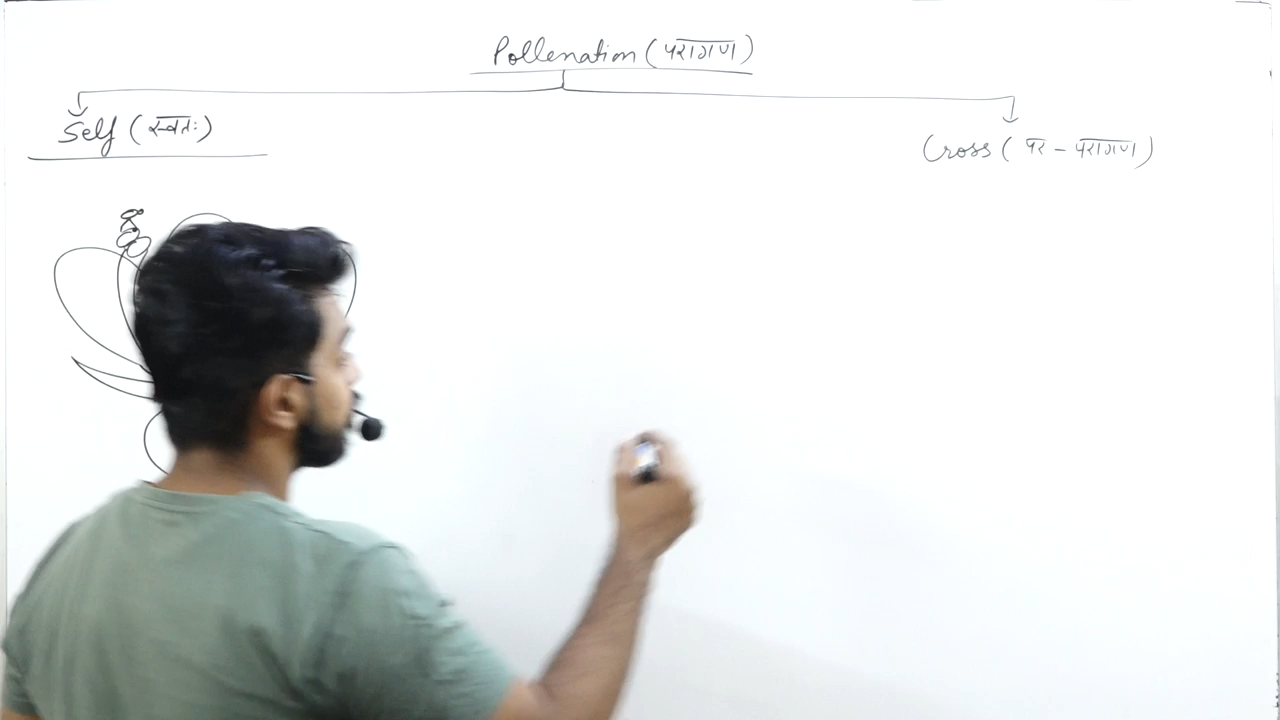 Pollenation (परागण)
Self (स्वतः)
Cross ( पर - परागण)